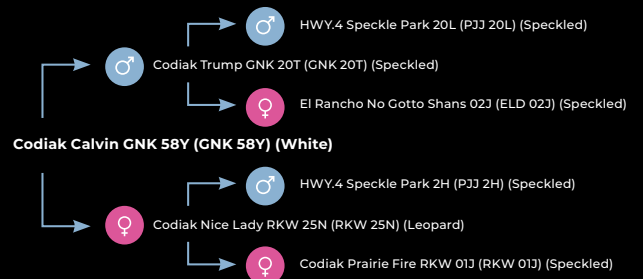 HWY.4 Speckle Park 20L (PJJ 20L) (Speckled)
Codiak Trump GNK 20T (GNK 20T) (Speckled)
El Rancho No Gotto Shans 02J (ELD 02J) (Speckled)
Codiak Calvin GNK 58Y (GNK 58Y) (White)
HWY.4 Speckle Park 2H (PJJ 2H) (Speckled)
Codiak Nice Lady RKW 25N (RKW 25N) (Leopard)
Codiak Prairie Fire RKW 01J (RKW 01J) (Speckled)